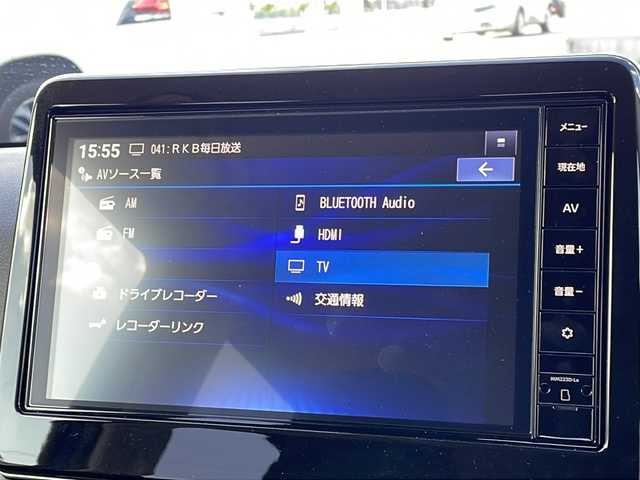 15:55 041:RKB毎日放送
AVソース一覧
AM
FM
ドライブレコーダー
レコーダーリンク
BLUETOOTH Audio
HDMI
TV
交通情報
メニュー
現在地
AV
音量+
音量−